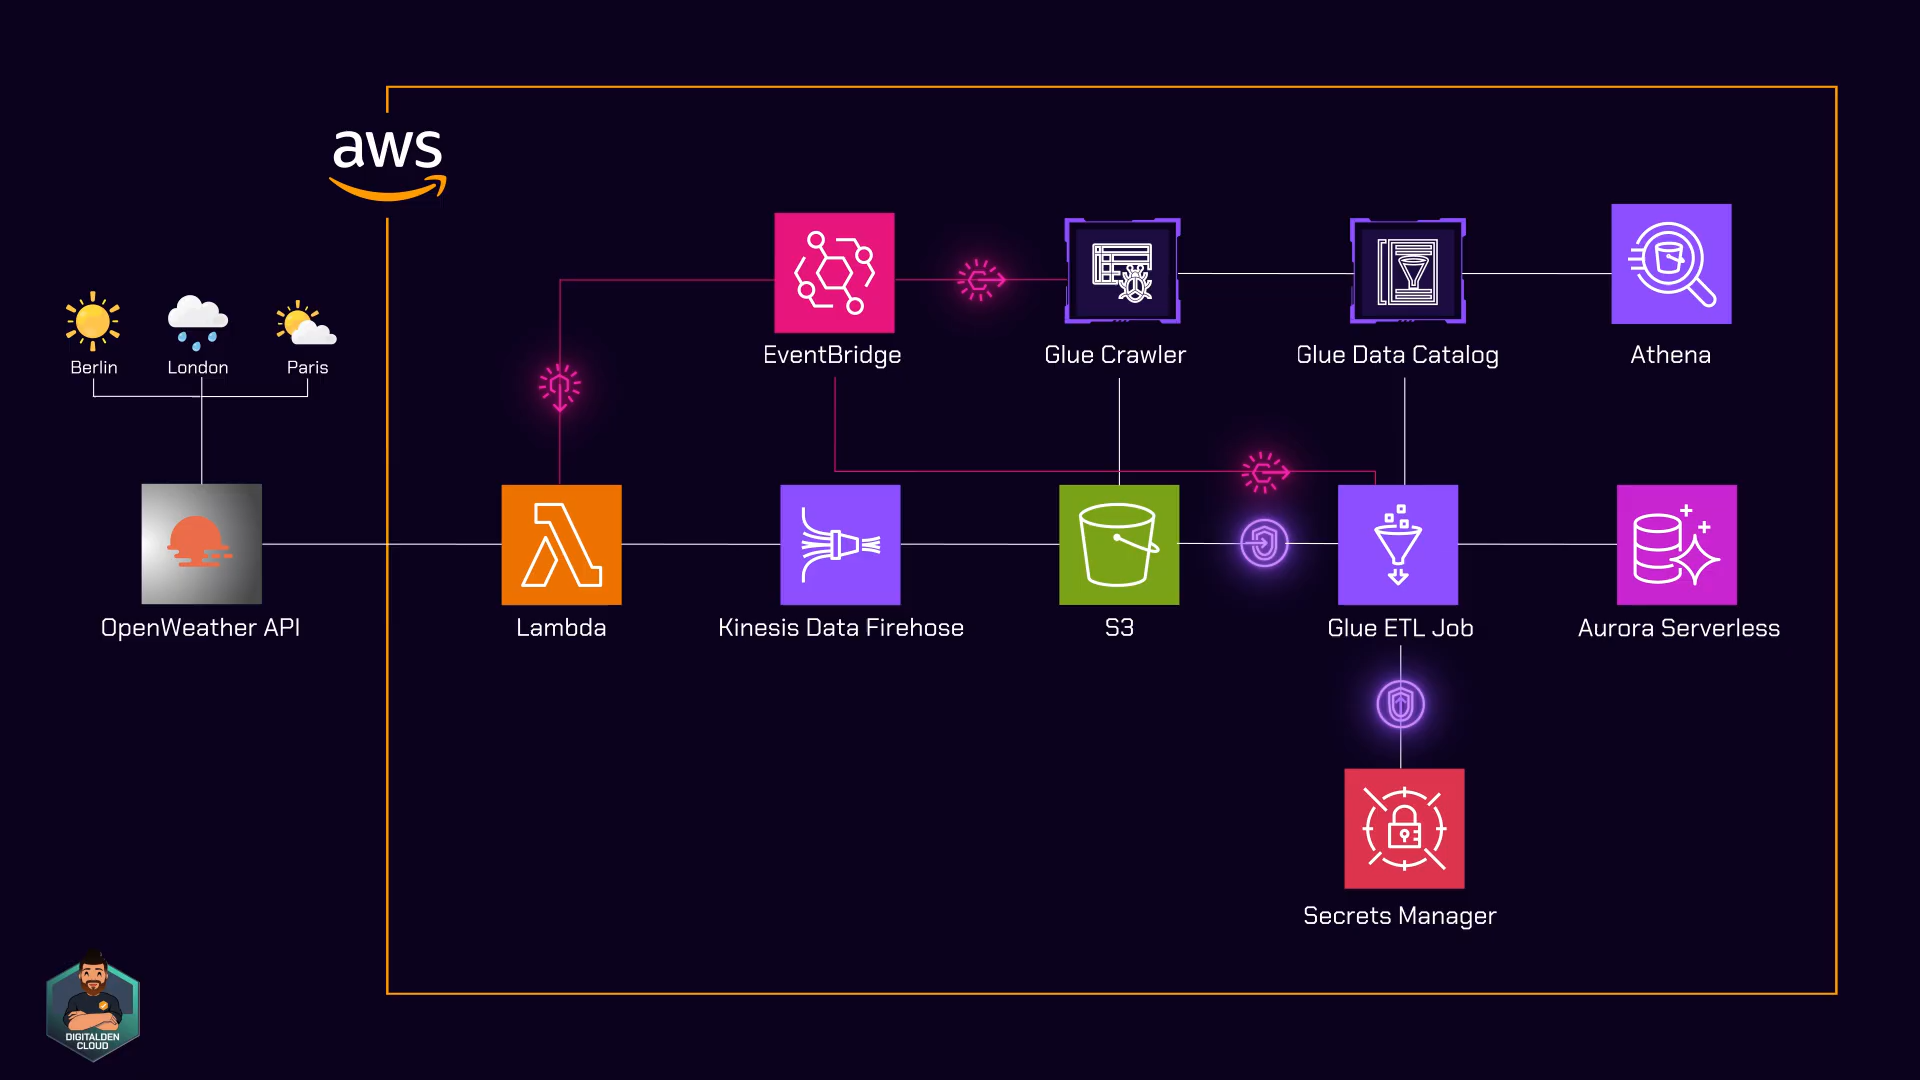 aws
EventBridge
Glue Crawler
Glue Data Catalog
Athena
Berlin
London
Paris
OpenWeather API
Lambda
Kinesis Data Firehose
S3
Glue ETL Job
Aurora Serverless
Secrets Manager
DIGITALDEN
CLOUD